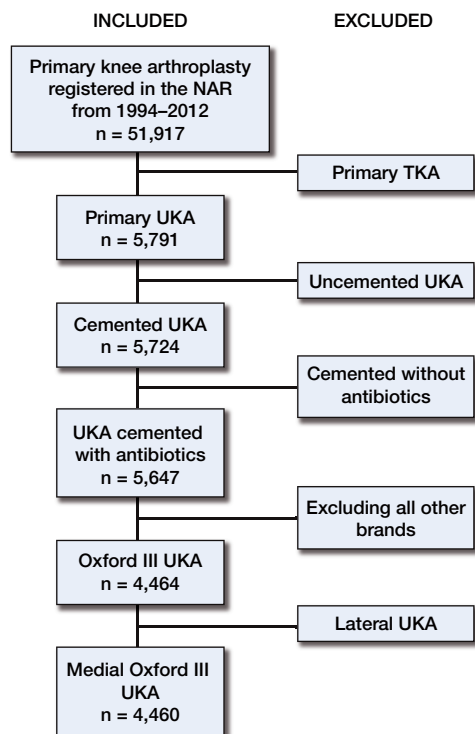 INCLUDED
EXCLUDED
Primary knee arthroplasty
registered in the NAR
from 1994–2012
n = 51,917
Primary TKA
Primary UKA
n = 5,791
Uncemented UKA
Cemented UKA
n = 5,724
Cemented without
antibiotics
UKA cemented
with antibiotics
n = 5,647
Excluding all other
brands
Oxford III UKA
n = 4,464
Lateral UKA
Medial Oxford III
UKA
n = 4,460